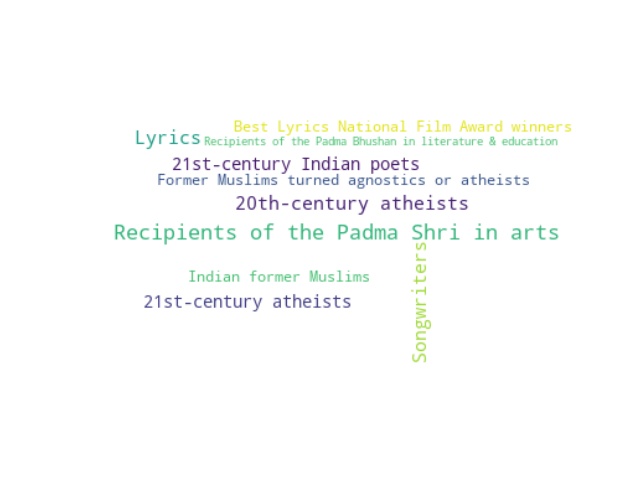 Best Lyrics National Film Award winners
Lyrics
Recipients of the Padma Bhushan in literature & education
21st-century Indian poets
Former Muslims turned agnostics or atheists
20th-century atheists
Recipients of the Padma Shri in arts
Songwriters
Indian former Muslims
21st-century atheists